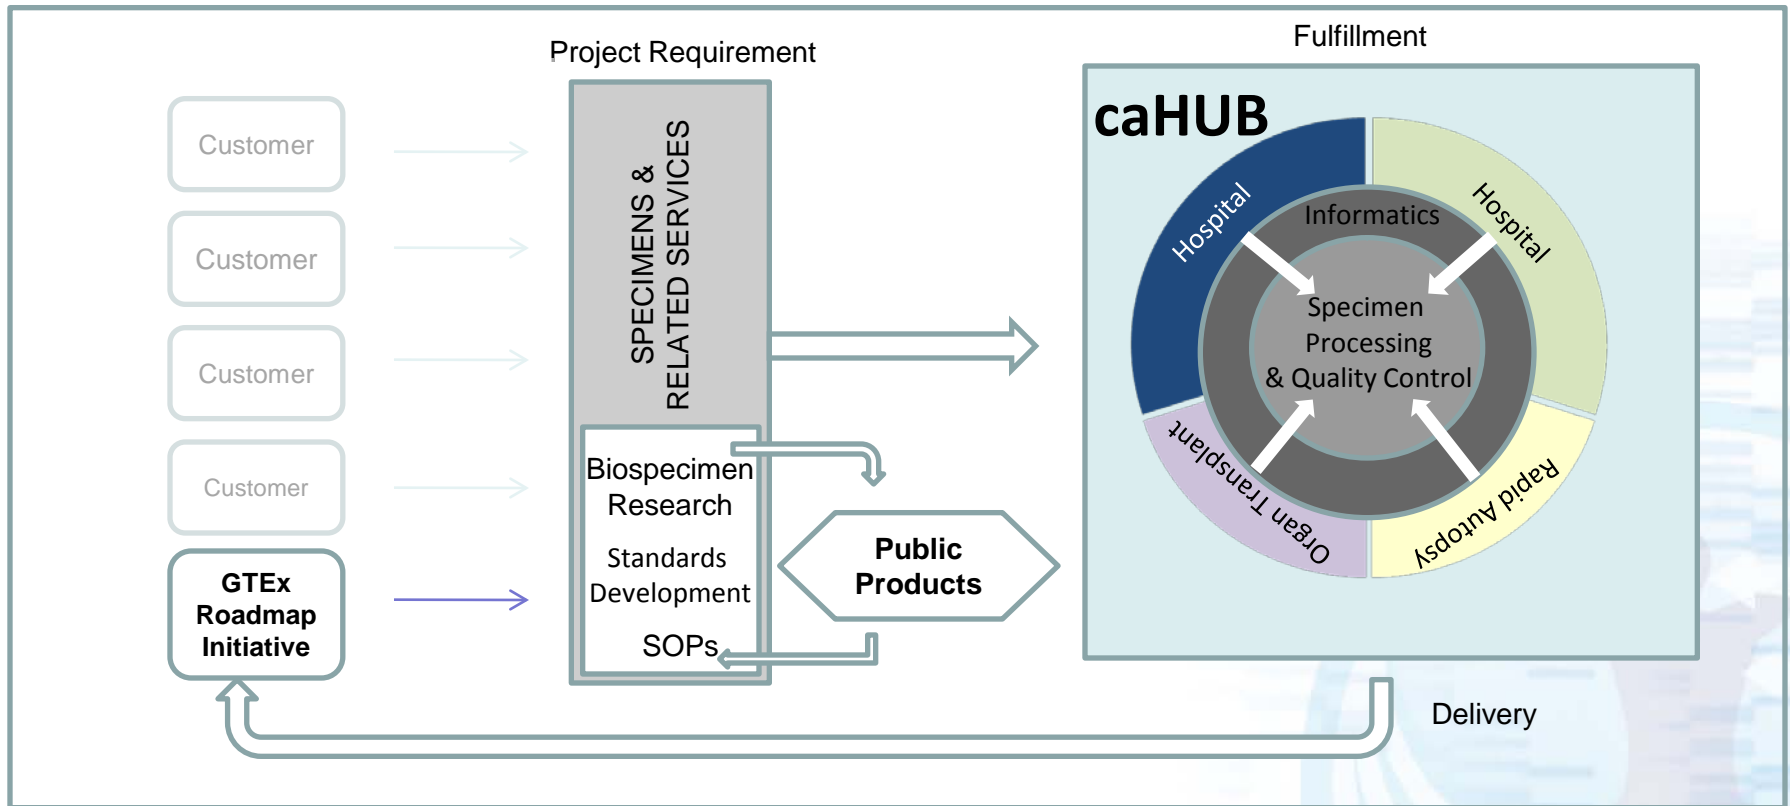 Project Requirement
Fulfillment
Customer
Customer
Customer
Customer
GTEx
Roadmap
Initiative
SPECIMENS &
RELATED SERVICES
Biospecimen
Research
Standards
Development
SOPs
Public
Products
caHUB
Hospital
Hospital
Informatics
Specimen
Processing
& Quality Control
Organ Transplant
Rapid Autopsy
Delivery